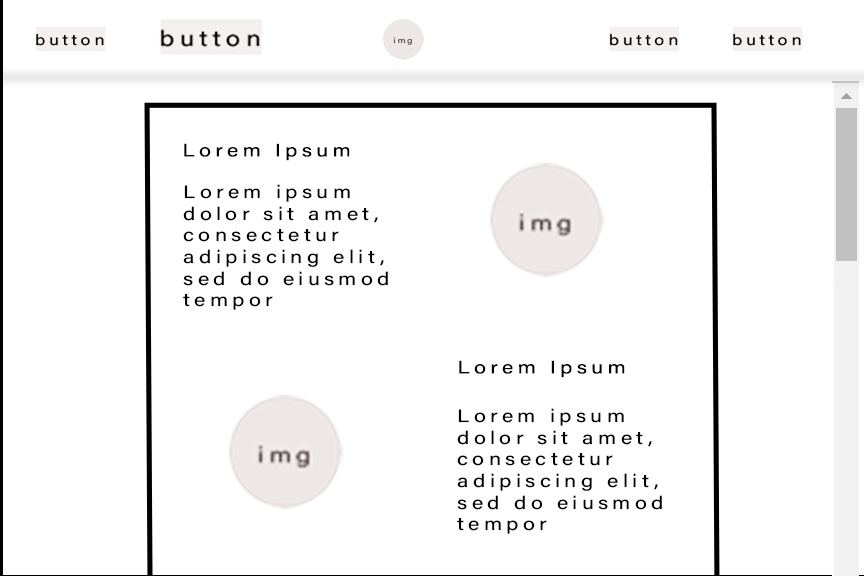 button button img button button
Lorem Ipsum
Lorem ipsum
dolor sit amet,
consectetur
adipiscing elit,
sed do eiusmod
tempor
img
img
Lorem Ipsum
Lorem ipsum
dolor sit amet,
consectetur
adipiscing elit,
sed do eiusmod
tempor